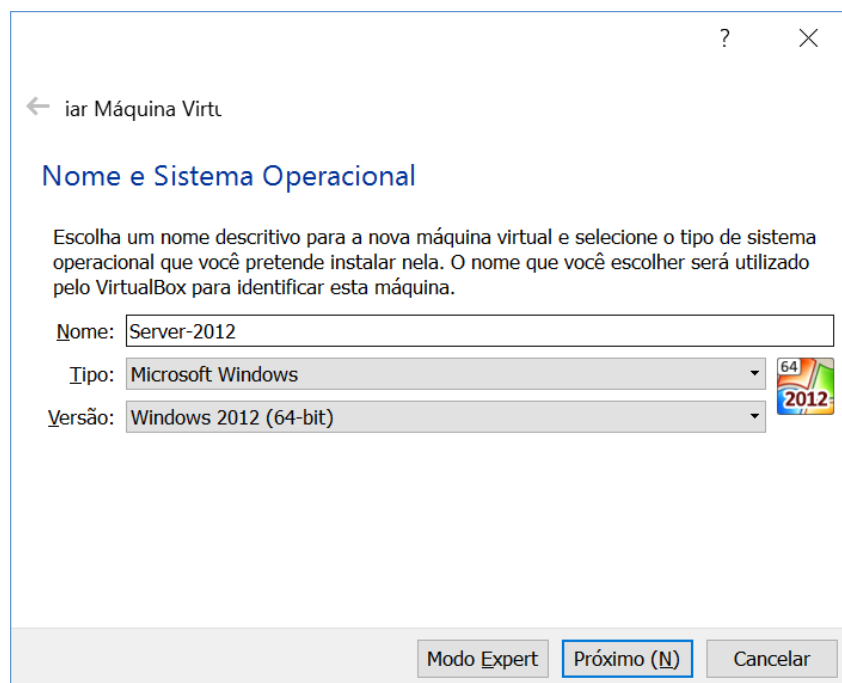 ?
iar Máquina Virtu
Nome e Sistema Operacional
Escolha um nome descritivo para a nova máquina virtual e selecione o tipo de sistema
operacional que você pretende instalar nela. O nome que você escolher será utilizado
pelo VirtualBox para identificar esta máquina.
Nome: Server-2012
Tipo: Microsoft Windows
64
Versão: Windows 2012 (64-bit)
2012
Modo Expert Próximo (N) Cancelar